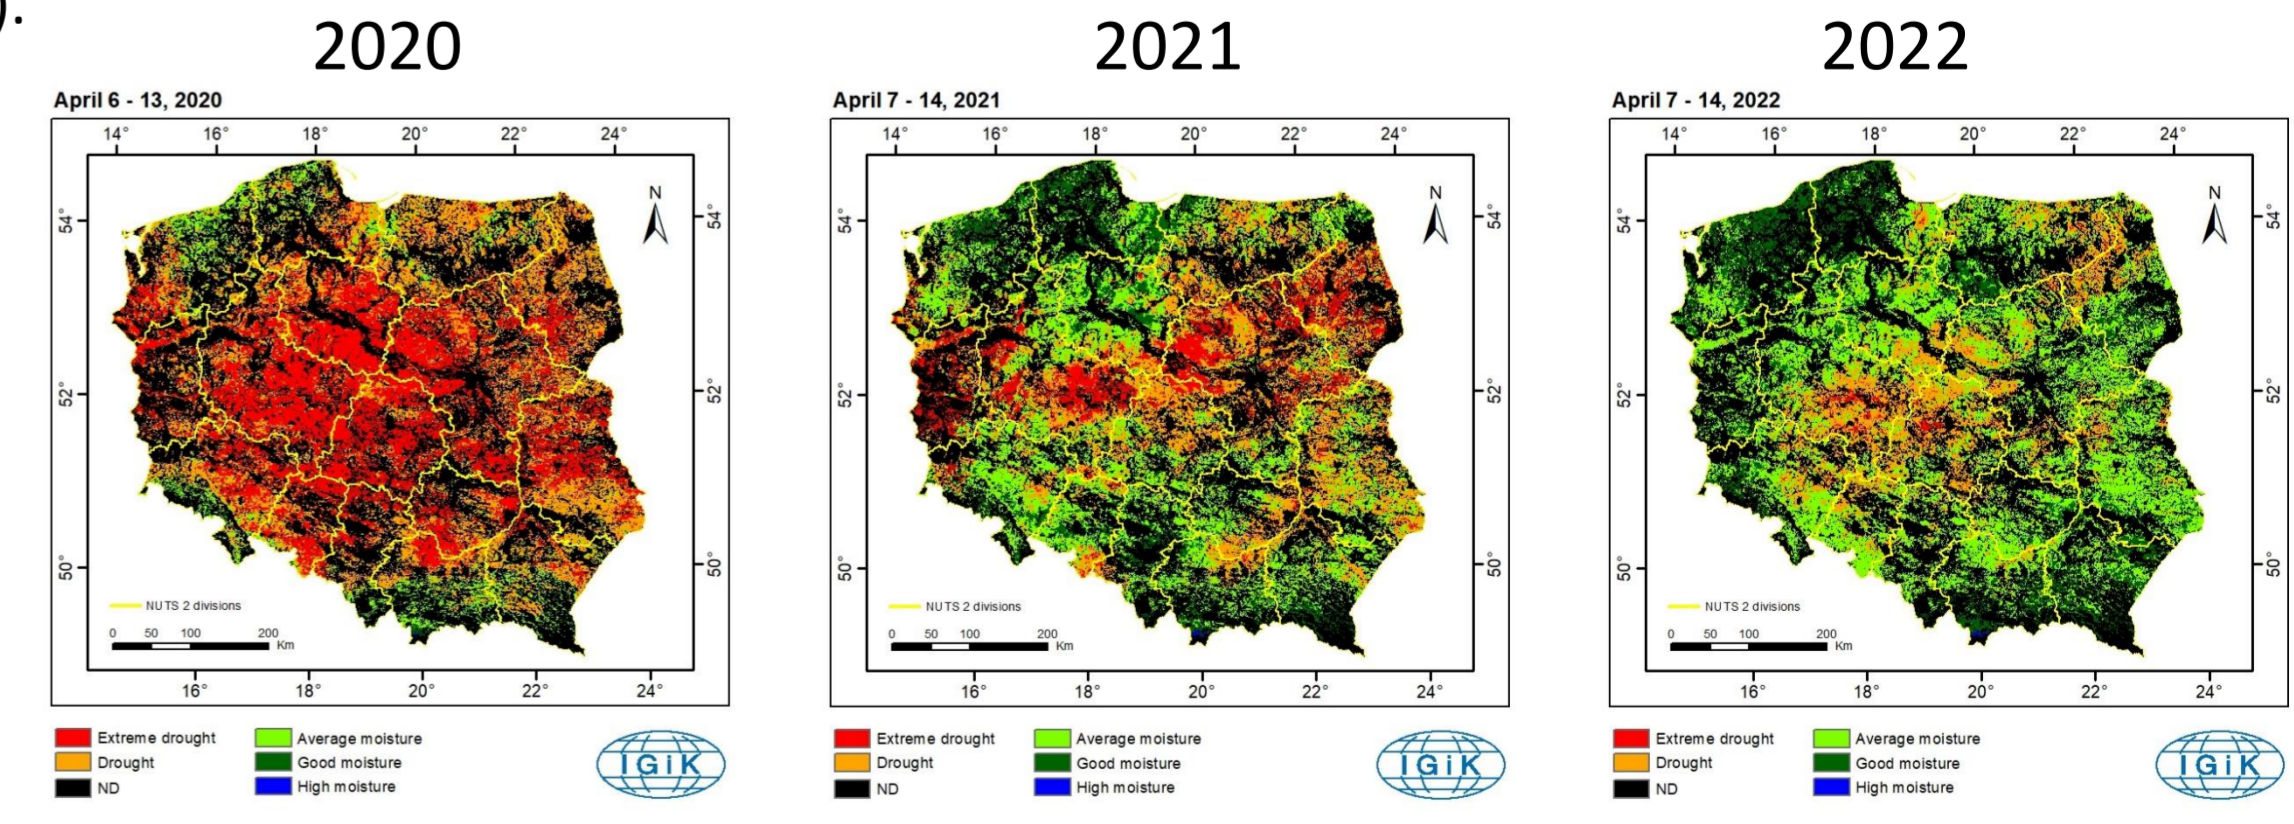 ).
2020 2021 2022
April 6 - 13, 2020
14° 16° 18° 20° 22° 24°
N
54° 54°
52° 52°
50° 50°
NUTS 2 divisions
0 50 100 200
Km
16° 18° 20° 22° 24°
Extreme drought Average moisture
Drought Good moisture
ND High moisture
IGiK
April 7 - 14, 2021
14° 16° 18° 20° 22° 24°
N
54° 54°
52° 52°
50° 50°
NUTS 2 divisions
0 50 100 200
Km
16° 18° 20° 22° 24°
Extreme drought Average moisture
Drought Good moisture
ND High moisture
IGiK
April 7 - 14, 2022
14° 16° 18° 20° 22° 24°
N
54° 54°
52° 52°
50° 50°
NUTS 2 divisions
0 50 100 200
Km
16° 18° 20° 22° 24°
Extreme drought Average moisture
Drought Good moisture
ND High moisture
IGiK